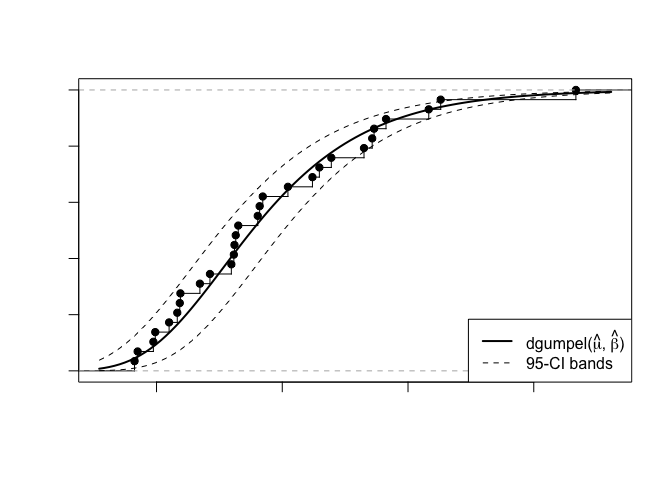 dgumpel(μ̂, β̂)
95-CI bands